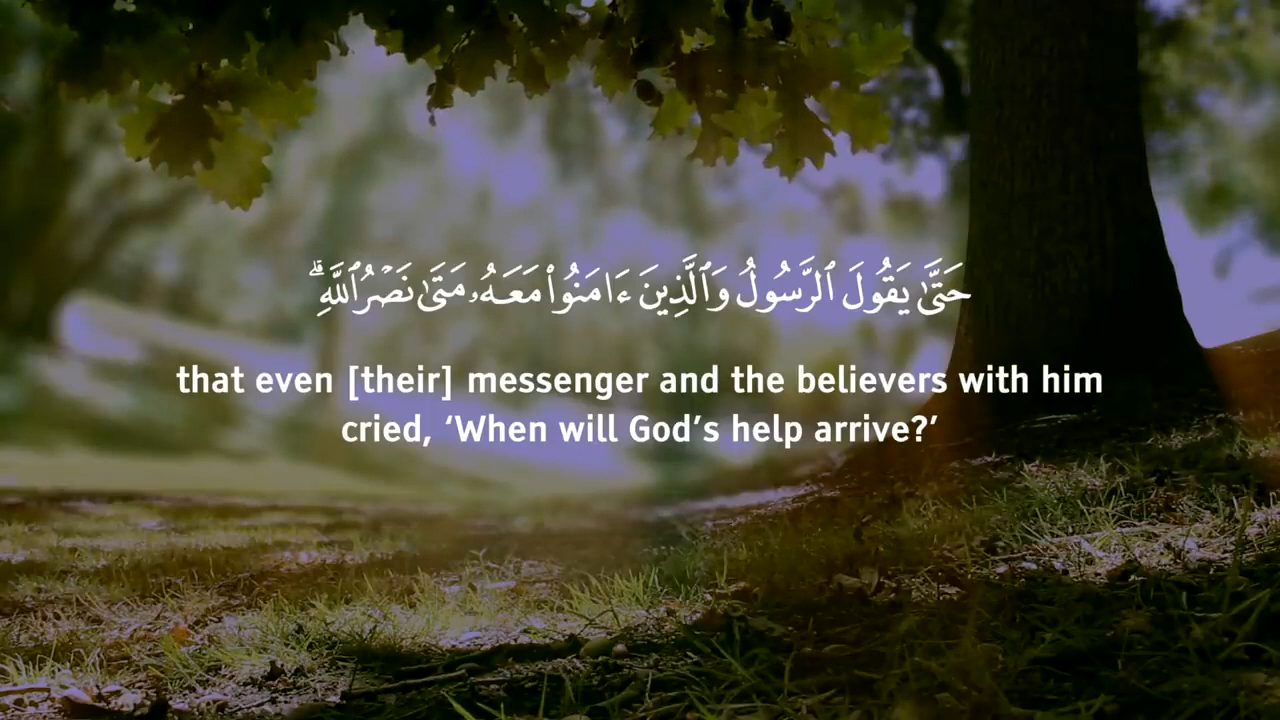 حَتَّىٰ يَقُولَ ٱلرَّسُولُ وَٱلَّذِينَ ءَامَنُوا۟ مَعَهُۥ مَتَىٰ نَصْرُ ٱللَّهِ ۗ
that even [their] messenger and the believers with him
cried, ‘When will God’s help arrive?’